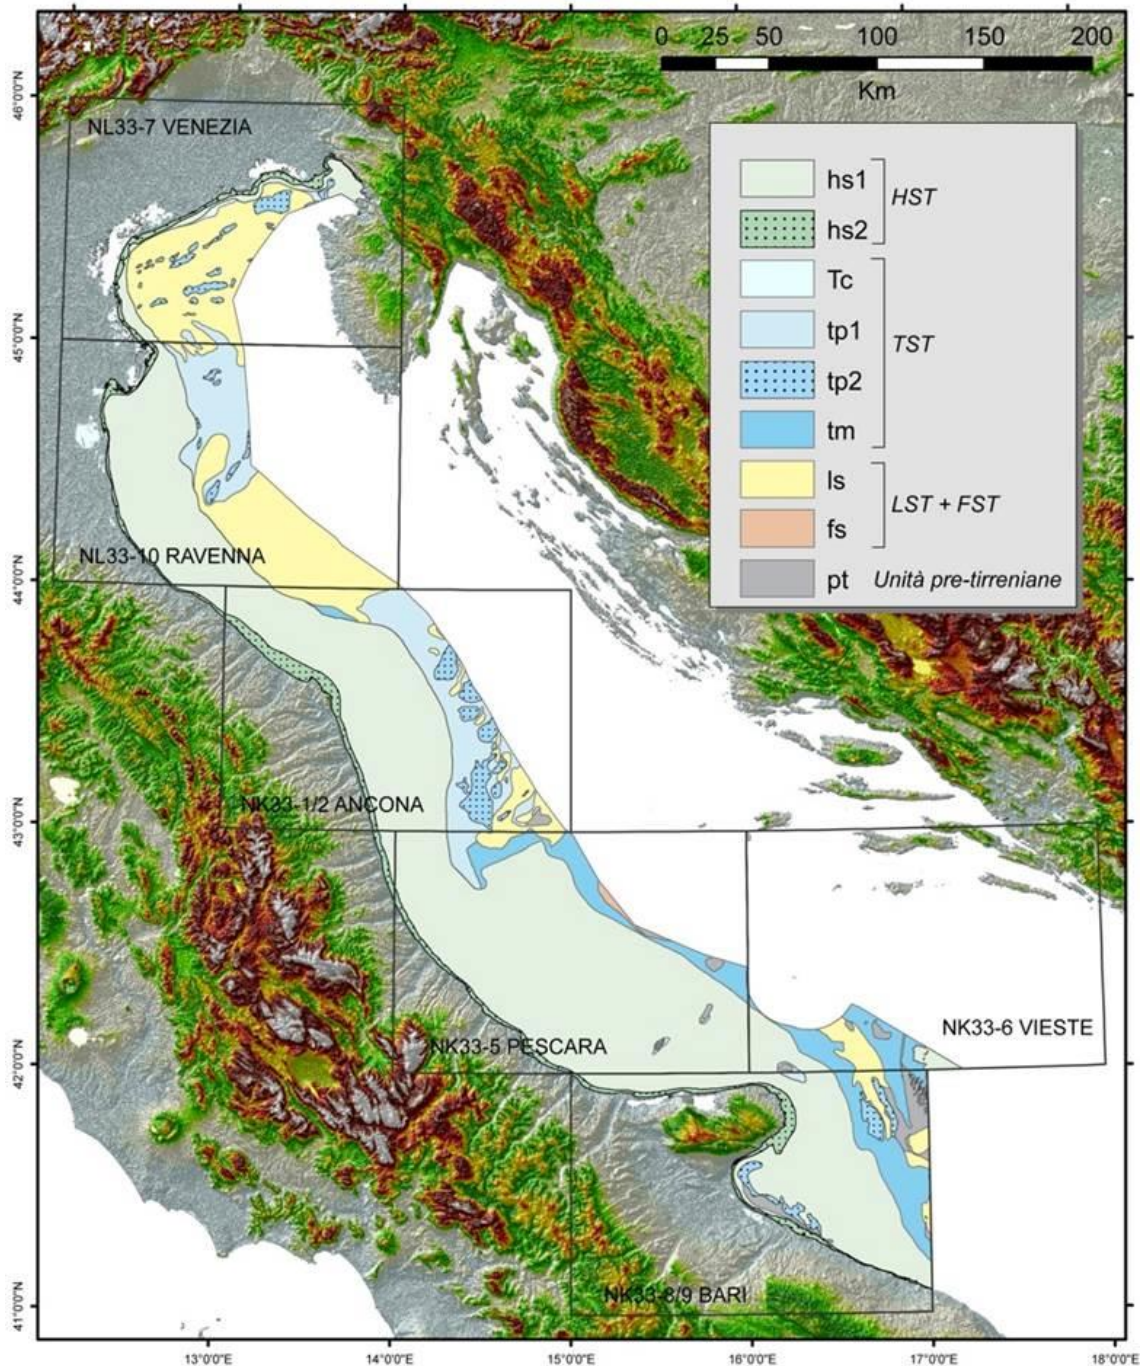 0 25 50 100 150 200
Km
46°0'0"N
45°0'0"N
44°0'0"N
43°0'0"N
42°0'0"N
41°0'0"N
NL33-7 VENEZIA
hs1
hs2
HST
Tc
tp1
tp2
tm
TST
ls
fs
LST + FST
pt Unità pre-tirreniane
NL33-10 RAVENNA
NK33-1/2 ANCONA
NK33-6 VIESTE
NK33-5 PESCARA
NK33-8/9 BARI
13°0'0"E 14°0'0"E 15°0'0"E 16°0'0"E 17°0'0"E 18°0'0"E